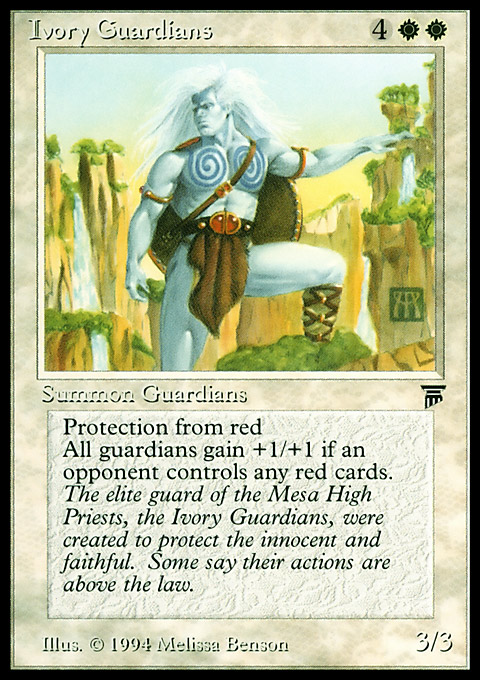 Ivory Guardians 4
Summon Guardians
Protection from red
All guardians gain +1/+1 if an
opponent controls any red cards.
The elite guard of the Mesa High
Priests, the Ivory Guardians, were
created to protect the innocent and
faithful. Some say their actions are
above the law.
Illus. © 1994 Melissa Benson 3/3